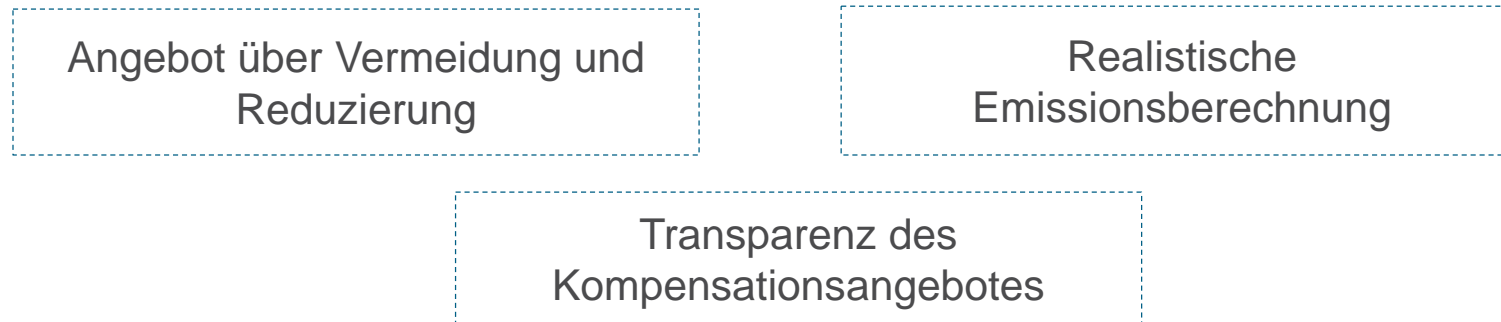 Angebot über Vermeidung und
Reduzierung
Realistische
Emissionsberechnung
Transparenz des
Kompensationsangebotes